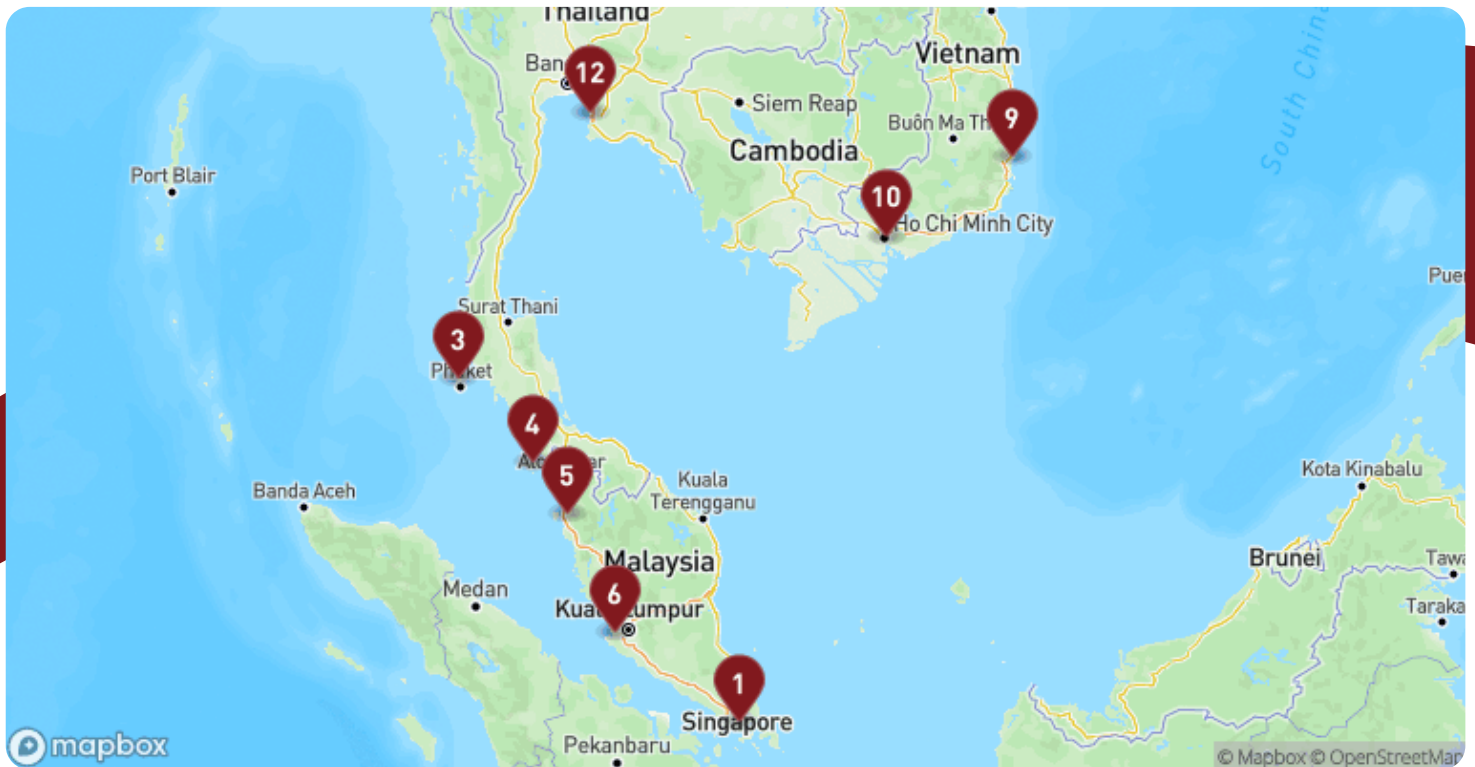 Thailand
Vietnam
South China
Ban
12
Siem Reap
9
Buôn Ma Th
Cambodia
Port Blair
10
Ho Chi Minh City
Puer
Surat Thani
3
Phuket
4
5
Kota Kinabalu
Banda Aceh
Kuala
Terengganu
Malaysia
Brunei
Tawa
Medan
6
Kuala Lumpur
Taraka
1
Singapore
Pekanbaru
mapbox
© Mapbox © OpenStreetMap